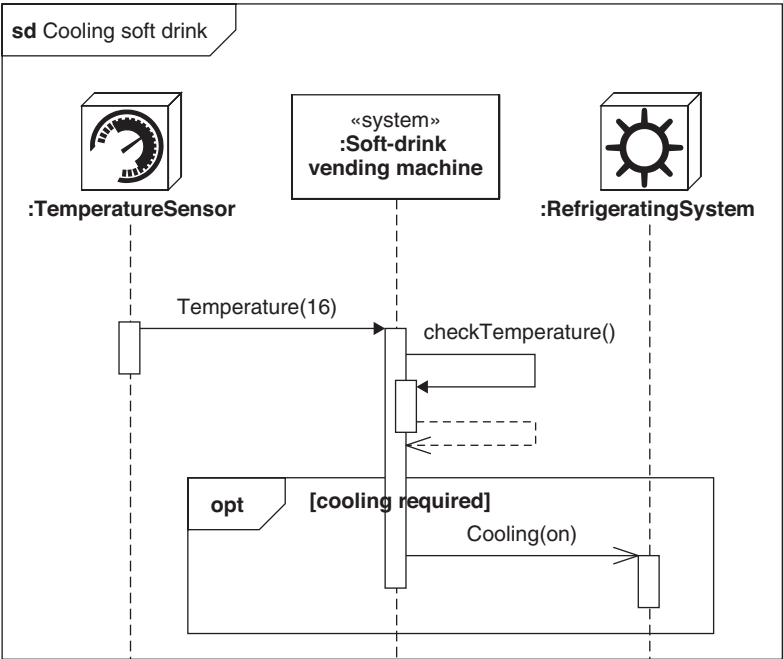 sd Cooling soft drink
«system»
:Soft-drink
vending machine
:TemperatureSensor
:RefrigeratingSystem
Temperature(16)
checkTemperature()
opt
[cooling required]
Cooling(on)